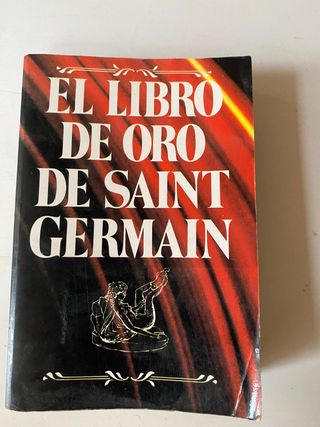 EL LIBRO
DE ORO
DE SAINT
GERMAIN